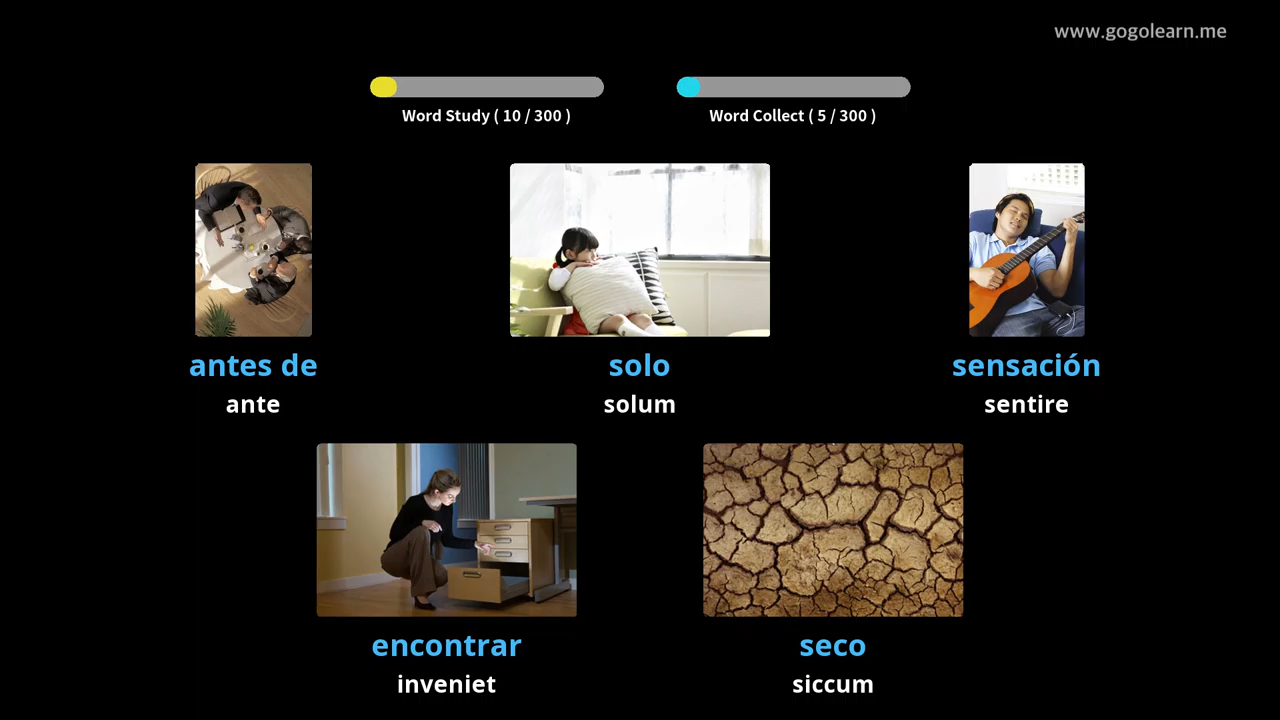 www.gogolearn.me
Word Study ( 10 / 300 )
Word Collect ( 5 / 300 )
antes de
ante
solo
solum
sensación
sentire
encontrar
inveniet
seco
siccum